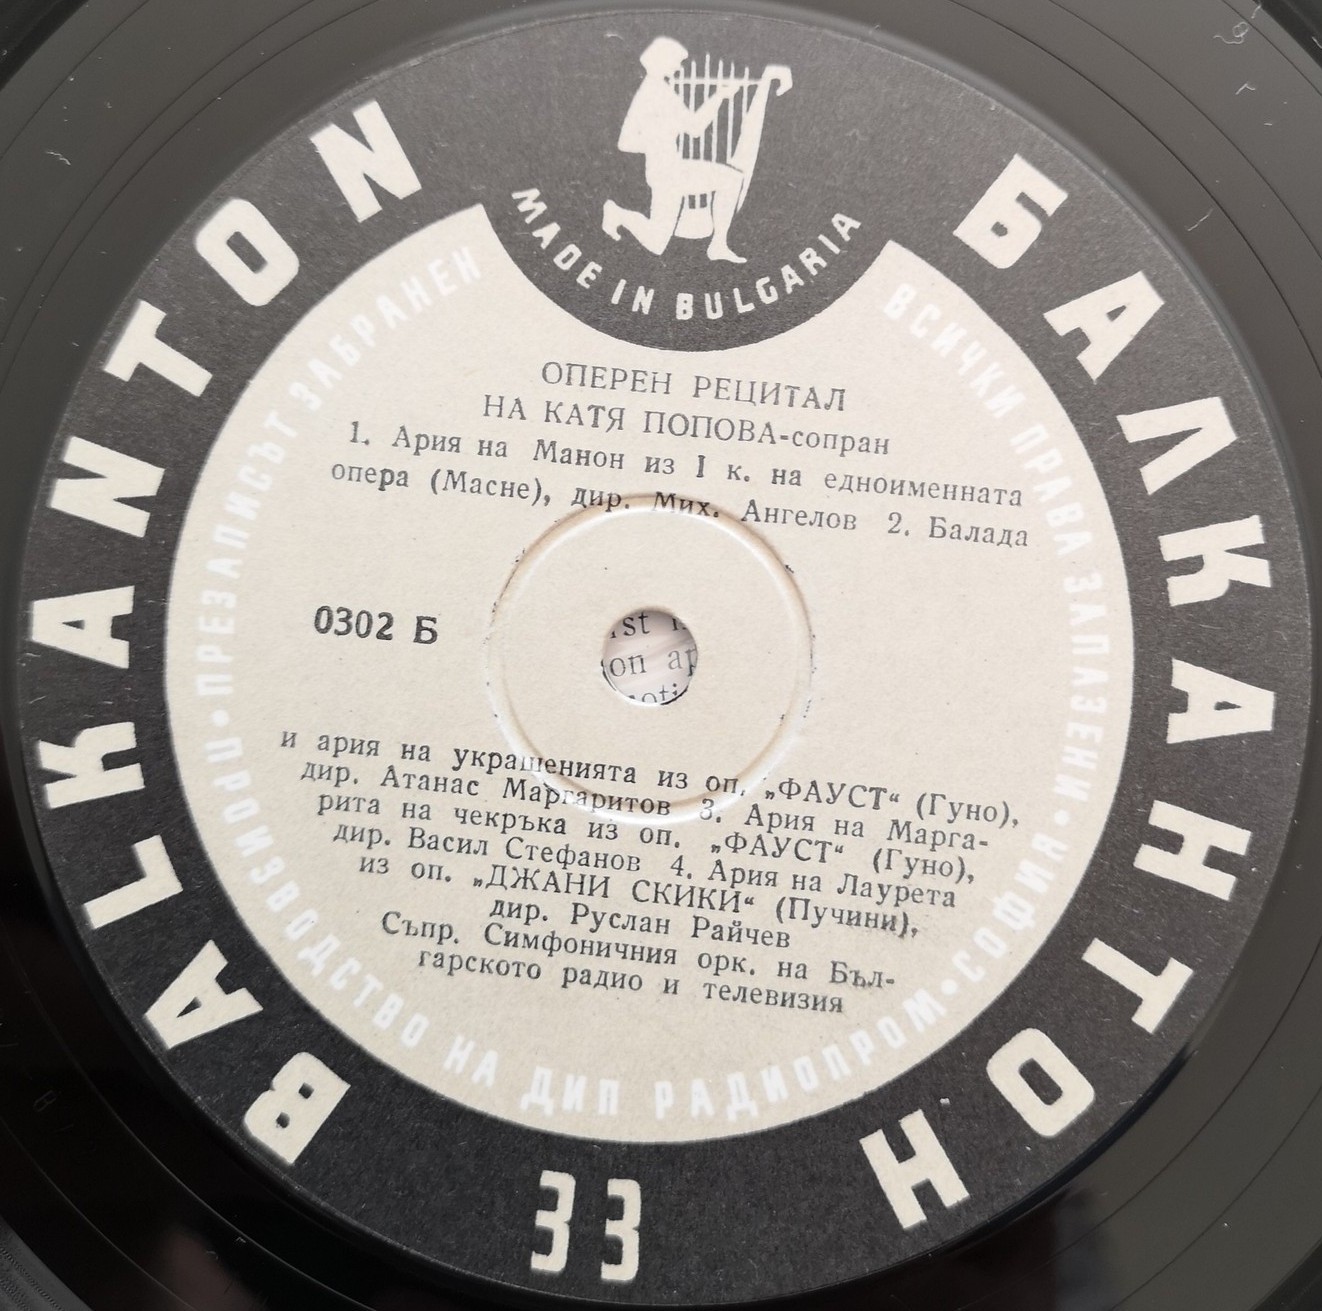 BALKANTON
БАЛКАНТОН
MADE IN BULGARIA
ОПЕРЕН РЕЦИТАЛ
НА КАТЯ ПОПОВА-сопран
1. Ария на Манон из I к. на едноименната
опера (Масне), дир. Мих. Ангелов 2. Балада
0302 Б
и ария на украшенията из оп. „ФАУСТ“ (Гуно),
дир. Атанас Маргаритов 3. Ария на Марга-
рита на чекръка из оп. „ФАУСТ“ (Гуно),
дир. Васил Стефанов 4. Ария на Лаурета
из оп. „ДЖАНИ СКИКИ“ (Пучини),
дир. Руслан Райчев
Съпр. Симфоничния орк. на Бъл-
гарското радио и телевизия
ВСИЧКИ ПРАВА ЗАПАЗЕНИ • ПРЕЗАПИСЪТ ЗАБРАНЕН
ПРОИЗВОДСТВО НА ДИП РАДИОПРОМ • СОФИЯ •
33